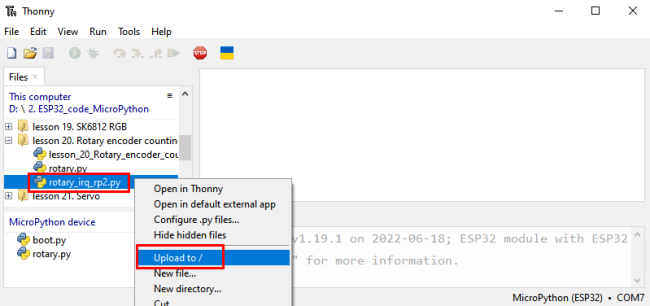 Thonny
File Edit View Run Tools Help
STOP
Files
This computer
D: \ 2. ESP32_code_MicroPython
lesson 19. SK6812 RGB
lesson 20. Rotary encoder countin
lesson_20_Rotary_encoder_cou
rotary.py
rotary_irq_rp2.py
lesson 21. Servo
MicroPython device
boot.py
rotary.py
Open in Thonny
Open in default external app
Configure .py files...
Hide hidden files
Upload to /
New file...
New directory...
Cut
v1.19.1 on 2022-06-18; ESP32 module with ESP32
" for more information.
MicroPython (ESP32) • COM7